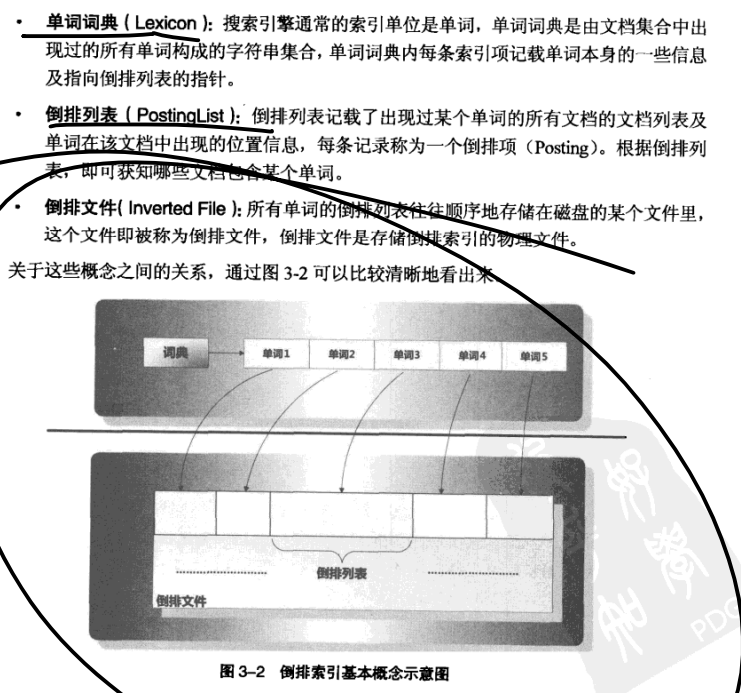 · 单词词典（Lexicon）：搜索引擎通常的索引单位是单词，单词词典是由文档集合中出
现过的所有单词构成的字符串集合，单词词典内每条索引项记载单词本身的一些信息
及指向倒排列表的指针。
· 倒排列表（PostingList）：倒排列表记载了出现过某个单词的所有文档的文档列表及
单词在该文档中出现的位置信息，每条记录称为一个倒排项（Posting）。根据倒排列
表，即可获知哪些文档包含某个单词。
· 倒排文件（Inverted File）：所有单词的倒排列表往往顺序地存储在磁盘的某个文件里，
这个文件即被称为倒排文件，倒排文件是存储倒排索引的物理文件。
关于这些概念之间的关系，通过图 3-2 可以比较清晰地看出来。
词典 单词1 单词2 单词3 单词4 单词5
倒排列表
倒排文件
PDG
图 3-2 倒排索引基本概念示意图